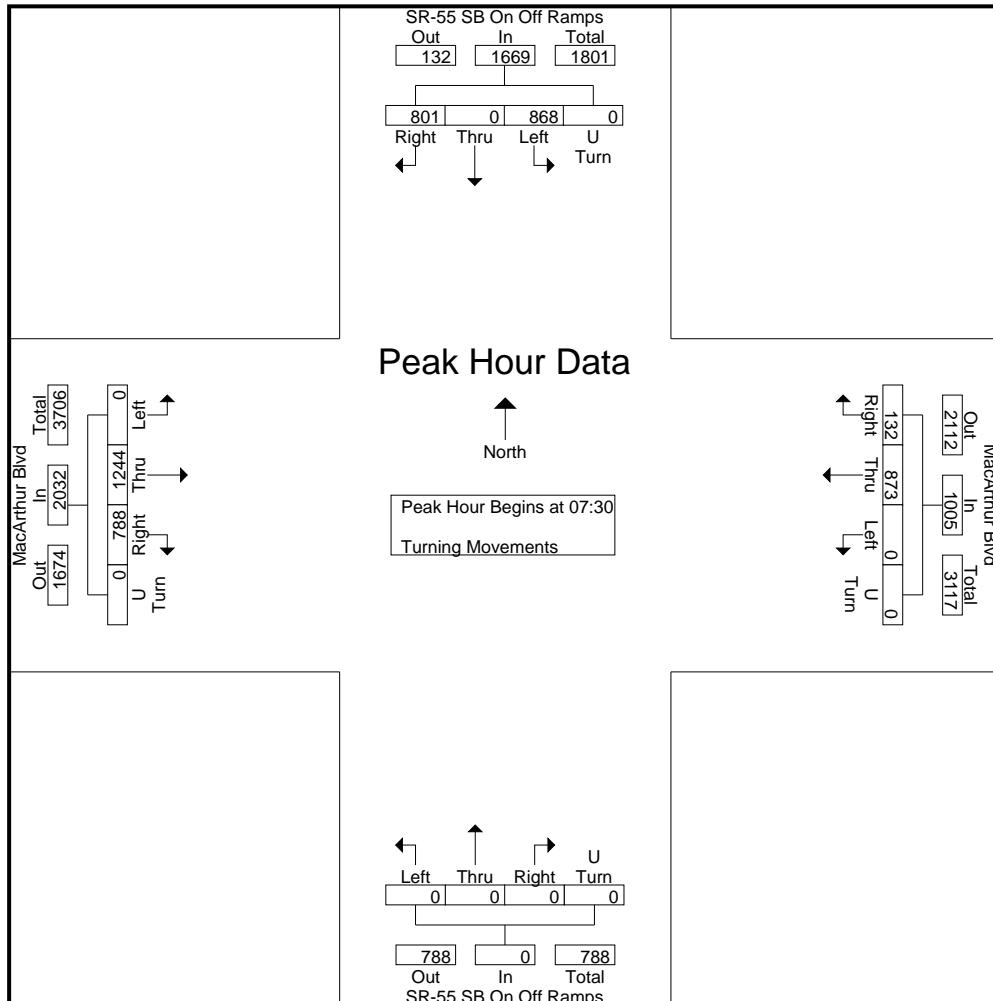 SR-55 SB On Off Ramps
Out In Total
132 1669 1801
801 0 868 0
Right Thru Left U
Turn
Peak Hour Data
North
Peak Hour Begins at 07:30
Turning Movements
MacArthur Blvd
Total In Out
3706 2032 1674
0 1244 788 0
Left Thru Right U
Turn
MacArthur Blvd
Out In Total
2112 1005 3117
132 873 0 0
Right Thru Left U
Turn
U
Left Thru Right Turn
0 0 0 0
788 0 788
Out In Total
SR-55 SB On Off Ramps